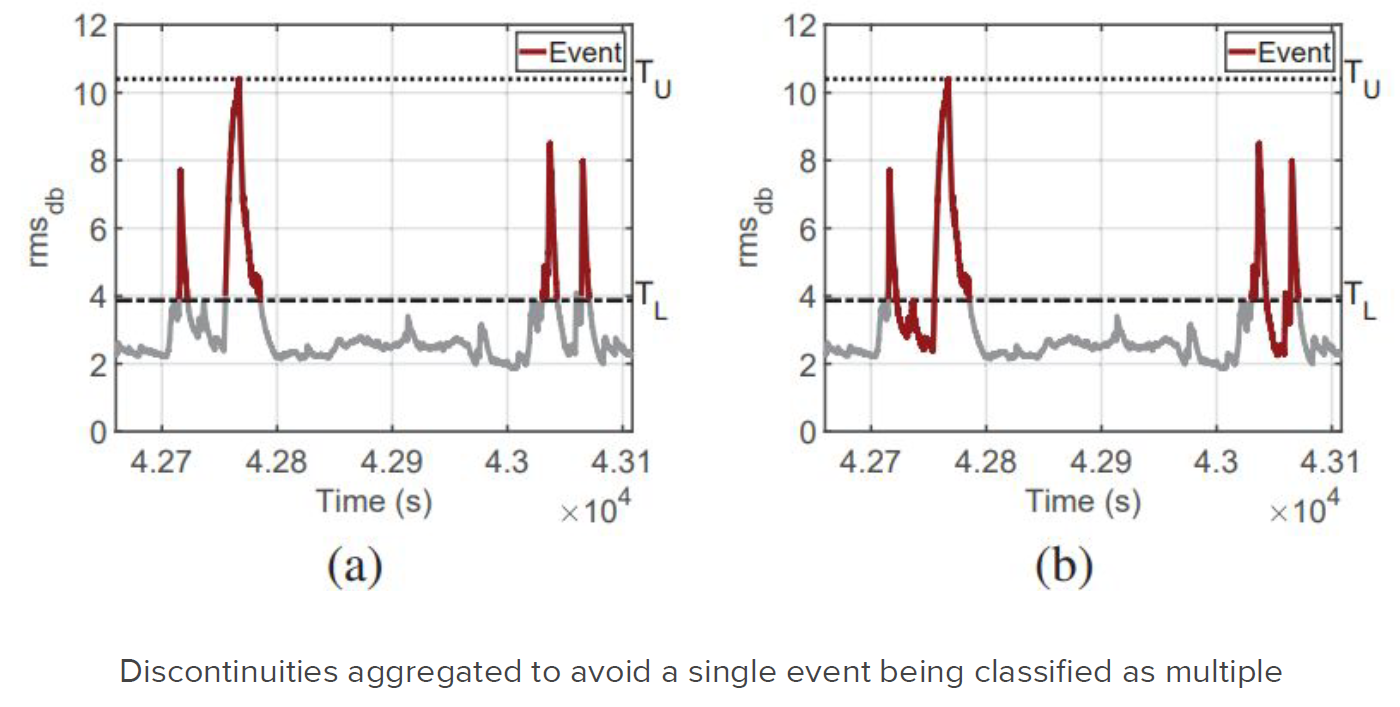 12
10
8
6
4
2
0
rms_db
Event
T_U
T_L
4.27 4.28 4.29 4.3 4.31
Time (s)
×10^4
(a)
12
10
8
6
4
2
0
rms_db
Event
T_U
T_L
4.27 4.28 4.29 4.3 4.31
Time (s)
×10^4
(b)
Discontinuities aggregated to avoid a single event being classified as multiple